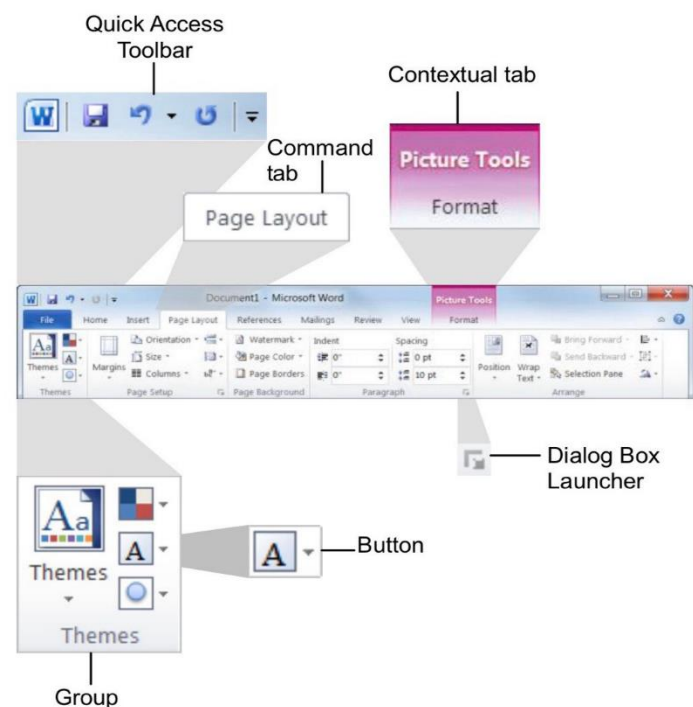 Quick Access
Toolbar
Contextual tab
W
Command
tab
Picture Tools
Page Layout
Format
W
Document1 - Microsoft Word
Picture Tools
File Home Insert Page Layout References Mailings Review View Format
Aa Orientation Watermark Indent Spacing Bring Forward
A Size Page Color 0" 0 pt Send Backward
Themes Margins Columns Page Borders 0" 10 pt Position Wrap Text Selection Pane
Themes Page Setup Page Background Paragraph Arrange
Dialog Box
Launcher
Aa
A
A
Button
Themes
Themes
Group